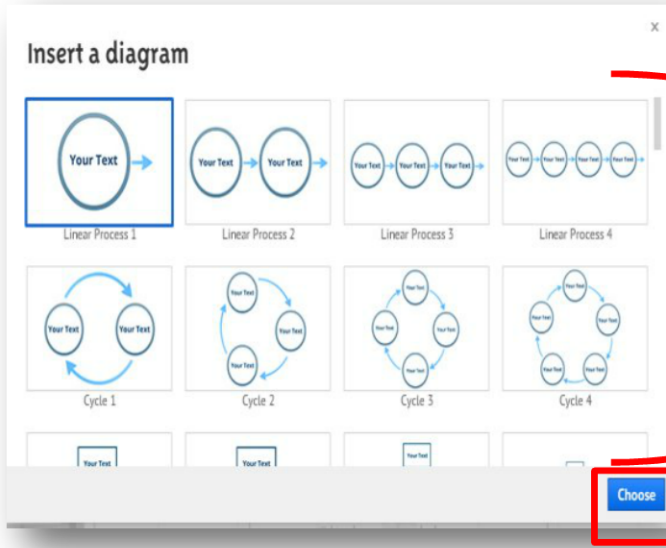 x
Insert a diagram
Your Text
Your Text Your Text
Your Text Your Text Your Text
Your Text Your Text Your Text Your Text
Linear Process 1
Linear Process 2
Linear Process 3
Linear Process 4
Your Text Your Text
Your Text Your Text Your Text
Your Text Your Text Your Text Your Text
Your Text Your Text Your Text Your Text Your Text
Cycle 1
Cycle 2
Cycle 3
Cycle 4
Your Text
Your Text
Your Text
Choose